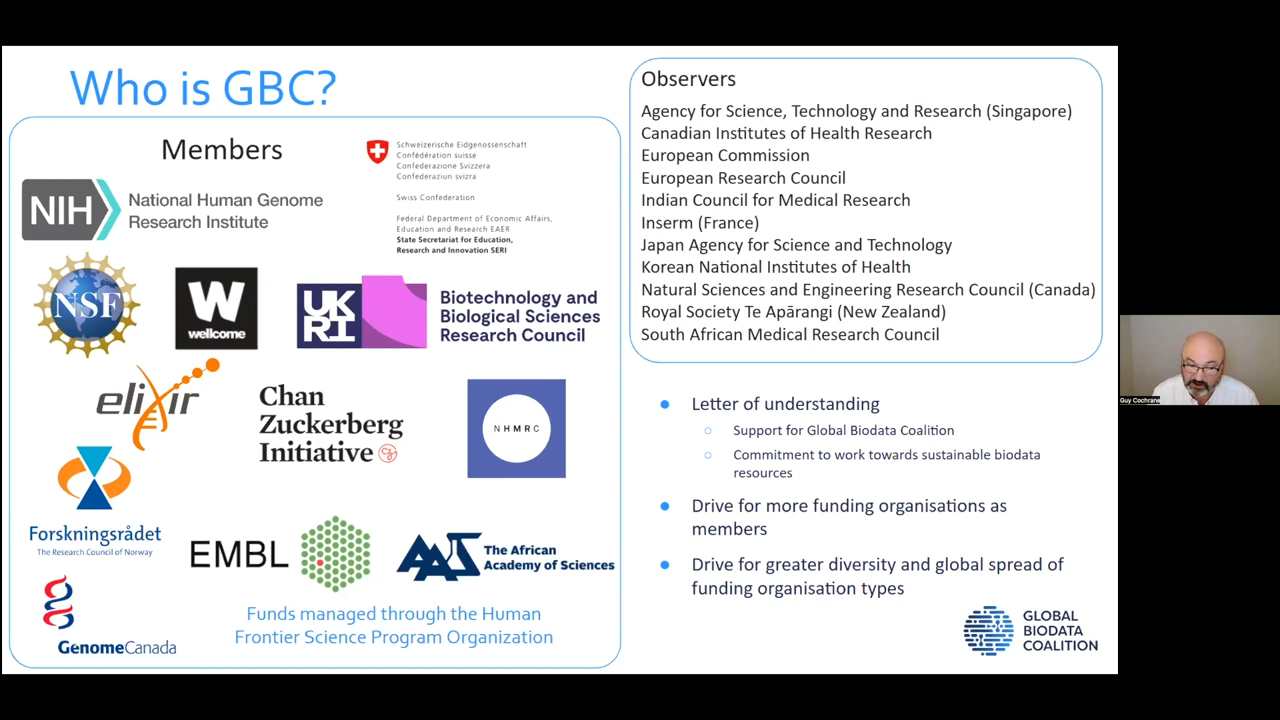 Who is GBC?
Members
Schweizerische Eidgenossenschaft
Confédération suisse
Confederazione Svizzera
Confederaziun svizra
Swiss Confederation
Federal Department of Economic Affairs,
Education and Research EAER
State Secretariat for Education,
Research and Innovation SERI
NIH
National Human Genome
Research Institute
NSF
W
wellcome
UK
RI
Biotechnology and
Biological Sciences
Research Council
elixir
Chan
Zuckerberg
Initiative
CZ
NHMRC
Forskningsrådet
The Research Council of Norway
EMBL
AAS
The African
Academy of Sciences
GenomeCanada
Funds managed through the Human
Frontier Science Program Organization
Observers
Agency for Science, Technology and Research (Singapore)
Canadian Institutes of Health Research
European Commission
European Research Council
Indian Council for Medical Research
Inserm (France)
Japan Agency for Science and Technology
Korean National Institutes of Health
Natural Sciences and Engineering Research Council (Canada)
Royal Society Te Apārangi (New Zealand)
South African Medical Research Council
Letter of understanding
Support for Global Biodata Coalition
Commitment to work towards sustainable biodata
resources
Drive for more funding organisations as
members
Drive for greater diversity and global spread of
funding organisation types
GLOBAL
BIODATA
COALITION
Guy Cochrane